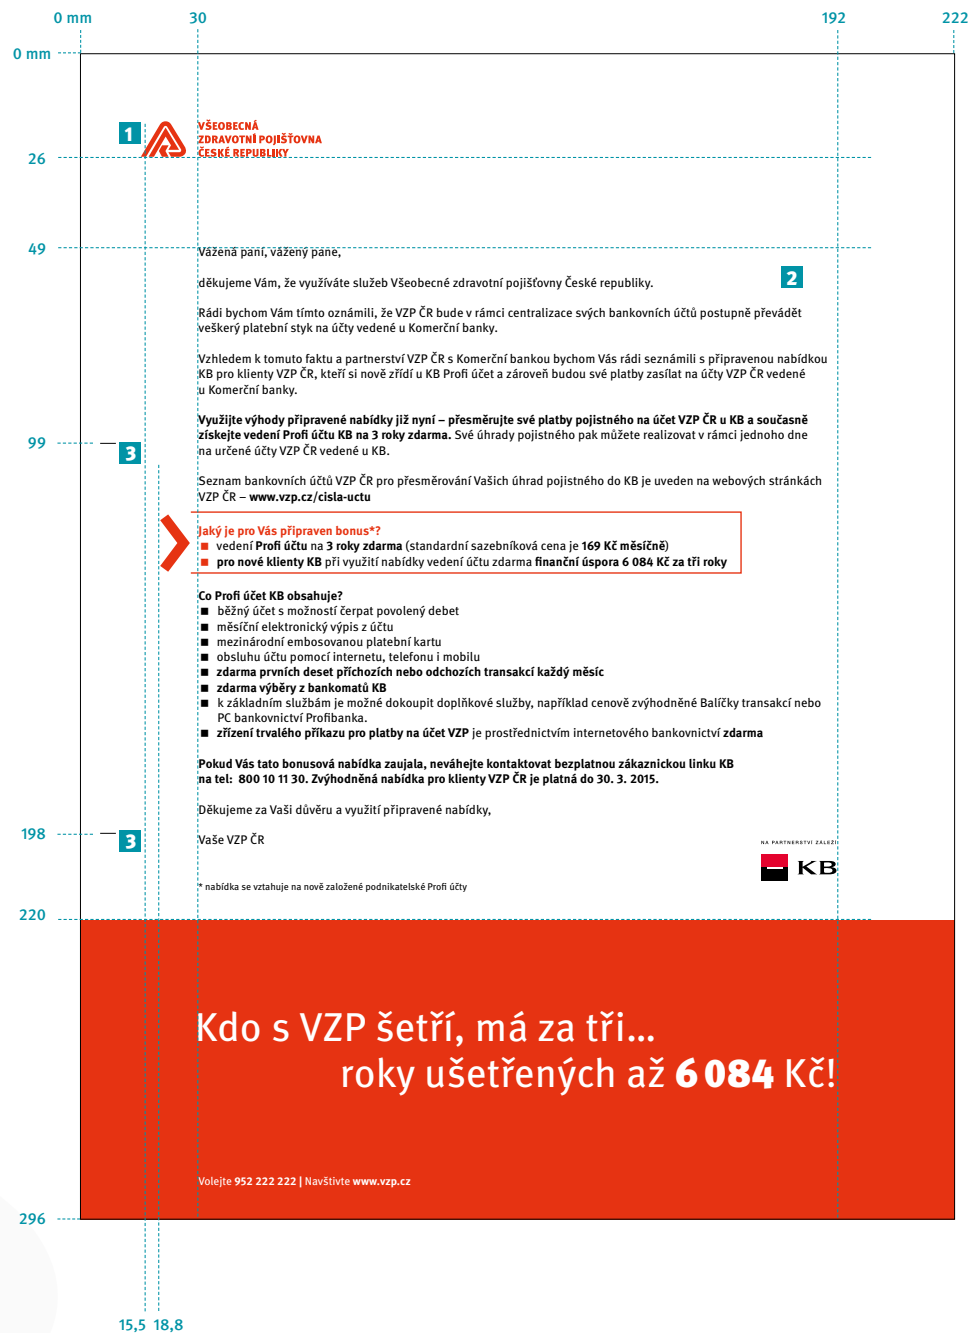 0 mm 30 192 222
0 mm
1
VŠEOBECNÁ
ZDRAVOTNÍ POJIŠŤOVNA
ČESKÉ REPUBLIKY
26
49
Vážená paní, vážený pane,
2
děkujeme Vám, že využíváte služeb Všeobecné zdravotní pojišťovny České republiky.
Rádi bychom Vám tímto oznámili, že VZP ČR bude v rámci centralizace svých bankovních účtů postupně převádět
veškerý platební styk na účty vedené u Komerční banky.
Vzhledem k tomuto faktu a partnerství VZP ČR s Komerční bankou bychom Vás rádi seznámili s připravenou nabídkou
KB pro klienty VZP ČR, kteří si nově zřídí u KB Profi účet a zároveň budou své platby zasílat na účty VZP ČR vedené
u Komerční banky.
Využijte výhody připravené nabídky již nyní – přesměrujte své platby pojistného na účet VZP ČR u KB a současně
získejte vedení Profi účtu KB na 3 roky zdarma. Své úhrady pojistného pak můžete realizovat v rámci jednoho dne
na určené účty VZP ČR vedené u KB.
99
3
Seznam bankovních účtů VZP ČR pro přesměrování Vašich úhrad pojistného do KB je uveden na webových stránkách
VZP ČR – www.vzp.cz/cisla-uctu
Jaký je pro Vás připraven bonus*?
■ vedení Profi účtu na 3 roky zdarma (standardní sazebníková cena je 169 Kč měsíčně)
■ pro nové klienty KB při využití nabídky vedení účtu zdarma finanční úspora 6 084 Kč za tři roky
Co Profi účet KB obsahuje?
■ běžný účet s možností čerpat povolený debet
■ měsíční elektronický výpis z účtu
■ mezinárodní embosovanou platební kartu
■ obsluhu účtu pomocí internetu, telefonu i mobilu
■ zdarma prvních deset příchozích nebo odchozích transakcí každý měsíc
■ zdarma výběry z bankomatů KB
■ k základním službám je možné dokoupit doplňkové služby, například cenově zvýhodněné Balíčky transakcí nebo
PC bankovnictví Profibanka.
■ zřízení trvalého příkazu pro platby na účet VZP je prostřednictvím internetového bankovnictví zdarma
Pokud Vás tato bonusová nabídka zaujala, neváhejte kontaktovat bezplatnou zákaznickou linku KB
na tel: 800 10 11 30. Zvýhodněná nabídka pro klienty VZP ČR je platná do 30. 3. 2015.
Děkujeme za Vaši důvěru a využití připravené nabídky,
198
3
Vaše VZP ČR
NA PARTNERSTVÍ ZÁLEŽÍ
KB
* nabídka se vztahuje na nově založené podnikatelské Profi účty
220
Kdo s VZP šetří, má za tři...
roky ušetřených až 6 084 Kč!
Volejte 952 222 222 | Navštivte www.vzp.cz
296
15,5 18,8